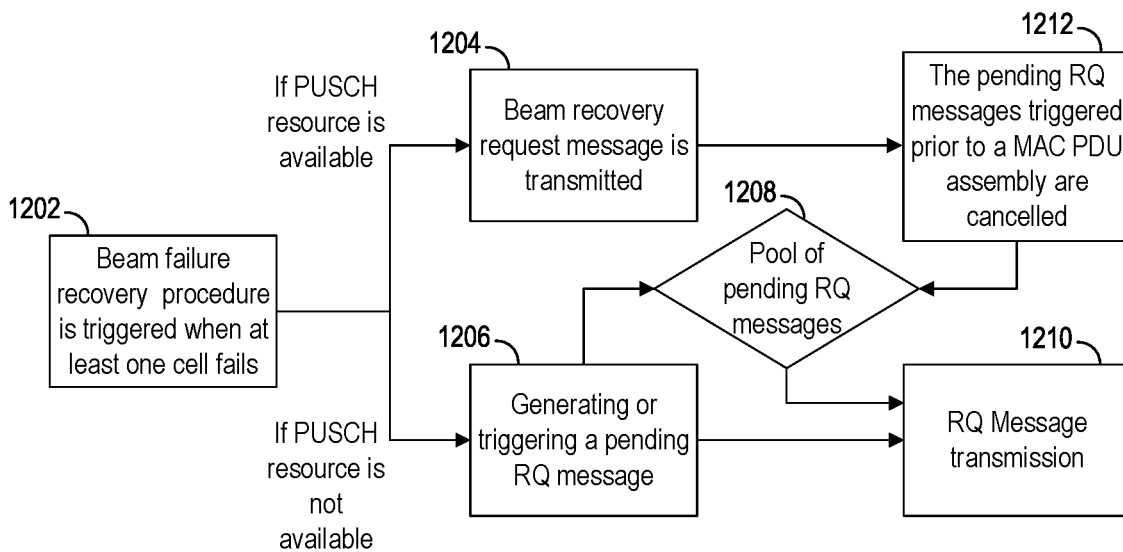 1202
Beam failure
recovery procedure
is triggered when at
least one cell fails
If PUSCH
resource is
available
1204
Beam recovery
request message is
transmitted
1212
The pending RQ
messages triggered
prior to a MAC PDU
assembly are
cancelled
1208
Pool of
pending RQ
messages
If PUSCH
resource is
not
available
1206
Generating or
triggering a pending
RQ message
1210
RQ Message
transmission